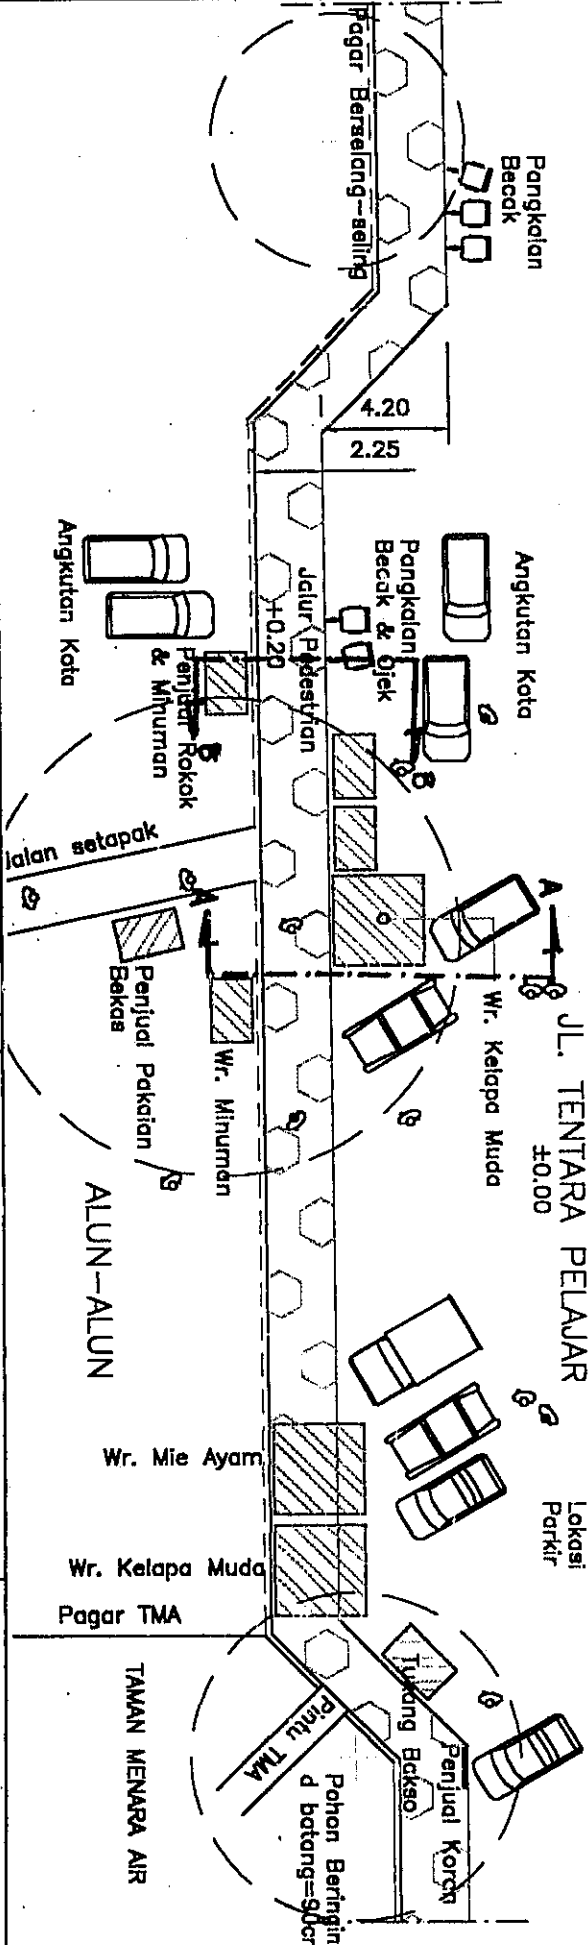 Pagar Berselang-seling
Pangkalan
Becak
4.20
2.25
Angkutan Kota
Pangkalan
Becak & Ojek
Angkutan Kota
Jalur Pedestrian
+0.20
Penjual Rokok
& Minuman
B
B
jalan setapak
A
A
Penjual Pakaian
Bekas
Wr. Minuman
Wr. Kelapa Muda
JL. TENTARA PELAJAR
±0.00
ALUN-ALUN
Wr. Mie Ayam
Lokasi
Parkir
Wr. Kelapa Muda
Pagar TMA
Tukang Bakso
Penjual Koran
Pintu TMA
TAMAN MENARA AIR
Pohon Beringin
d batang=90cm